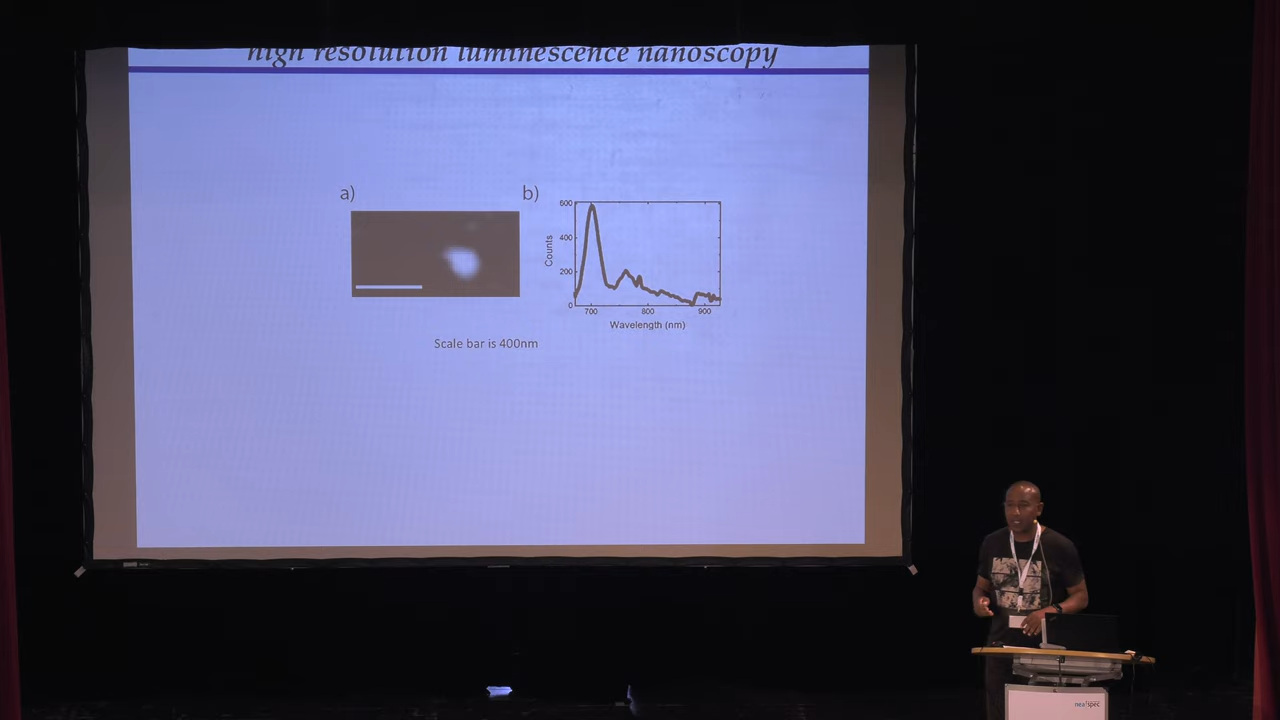 high resolution luminescence nanoscopy
a)
b)
600
400
200
0
Counts
700
800
900
Wavelength (nm)
Scale bar is 400nm
nea spec